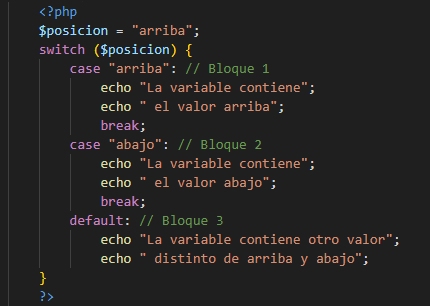 <?php
$posicion = "arriba";
switch ($posicion) {
    case "arriba": // Bloque 1
        echo "La variable contiene";
        echo " el valor arriba";
        break;
    case "abajo": // Bloque 2
        echo "La variable contiene";
        echo " el valor abajo";
        break;
    default: // Bloque 3
        echo "La variable contiene otro valor";
        echo " distinto de arriba y abajo";
}
?>